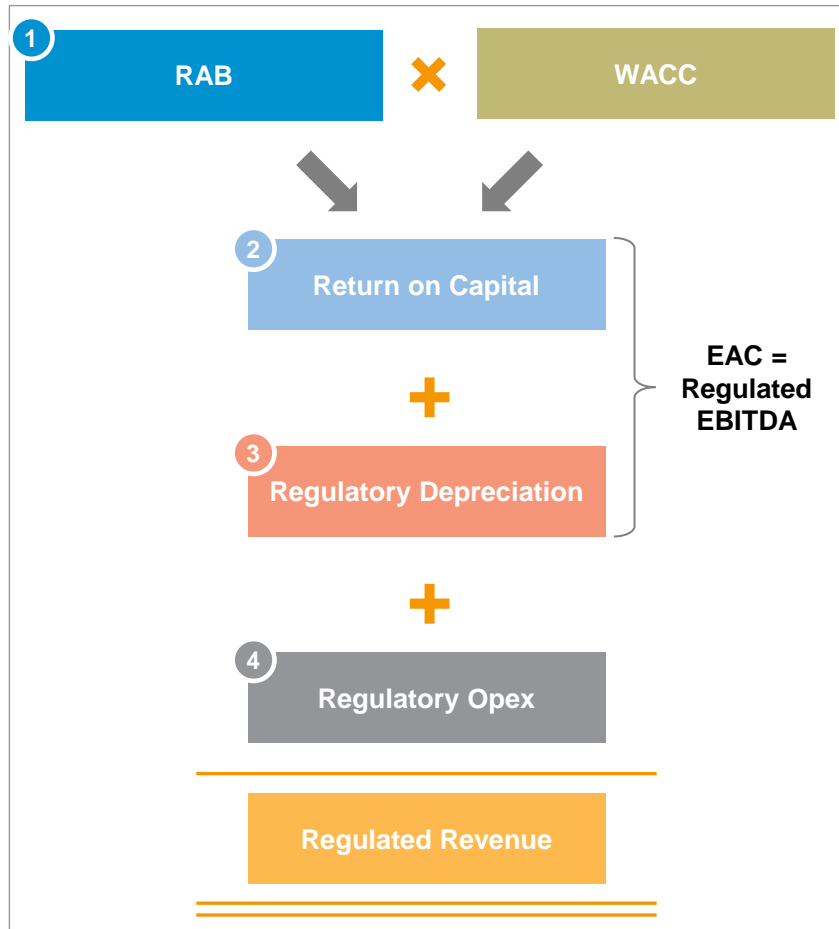 1
RAB
WACC
2
Return on Capital
3
Regulatory Depreciation
EAC =
Regulated
EBITDA
4
Regulatory Opex
Regulated Revenue